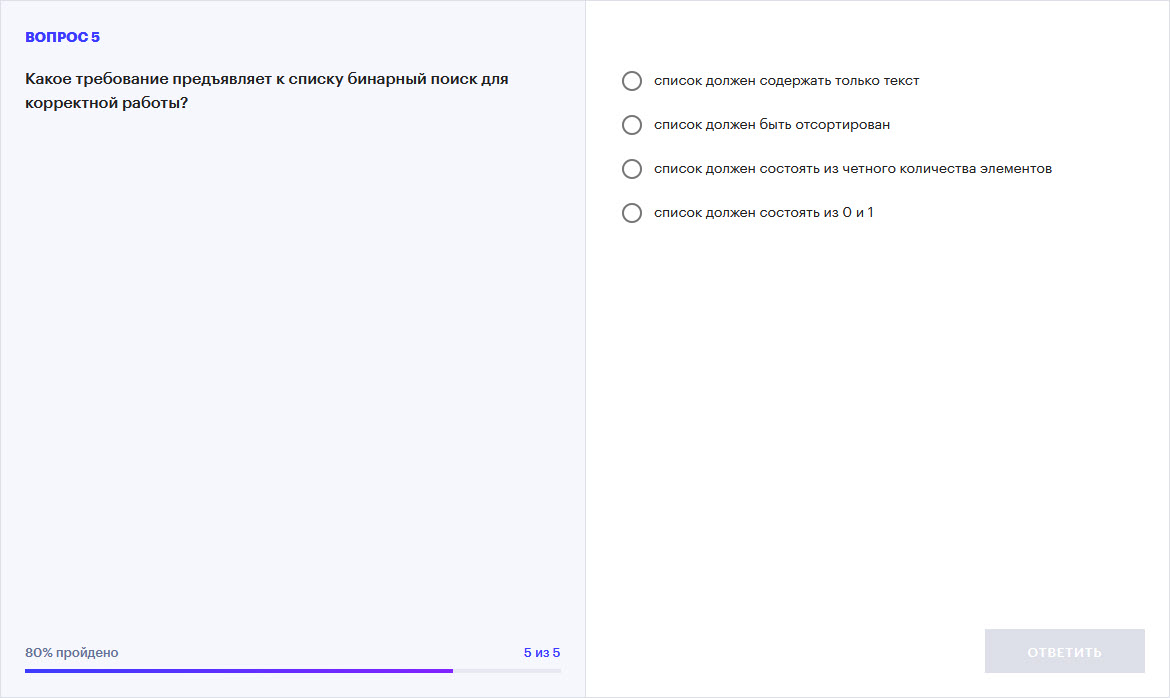 ВОПРОС 5
Какое требование предъявляет к списку бинарный поиск для
корректной работы?
список должен содержать только текст
список должен быть отсортирован
список должен состоять из четного количества элементов
список должен состоять из 0 и 1
80% пройдено
5 из 5
ОТВЕТИТЬ